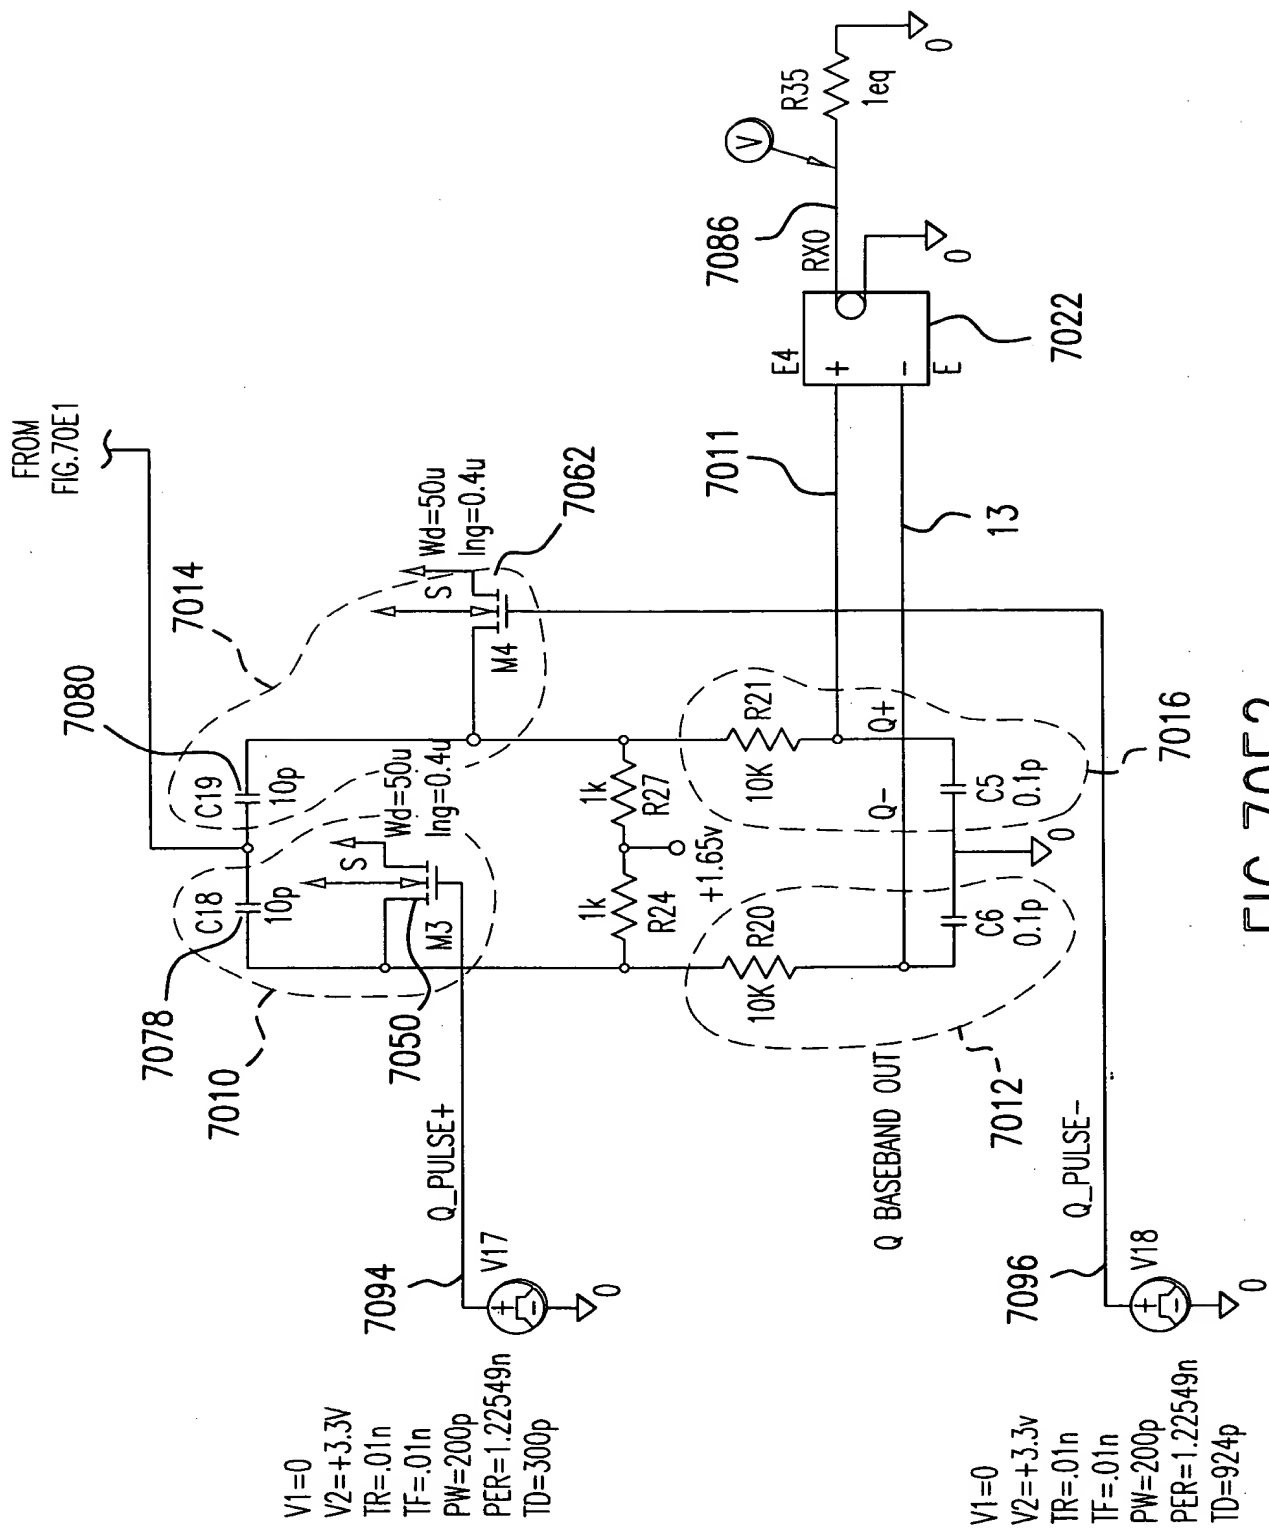 FROM
FIG.70E1
7014
7080
C19
10p
C18
10p
7078
7010
S
Wd=50u
lng=0.4u
M4
7062
S
Wd=50u
lng=0.4u
M3
7050
1k
R27
1k
R24
+1.65v
R21
10K
R20
10K
Q+
Q-
C5
0.1p
C6
0.1p
0
7016
7012
7011
13
E4
+
-
E
7022
RX0
7086
0
V
R35
1eq
0
Q BASEBAND OUT
Q_PULSE+
7094
V17
+
-
0
V1=0
V2=+3.3V
TR=.01n
TF=.01n
PW=200p
PER=1.22549n
TD=300p
Q_PULSE-
7096
V18
+
-
0
V1=0
V2=+3.3v
TR=.01n
TF=.01n
PW=200p
PER=1.22549n
TD=924p
FIG.70E2